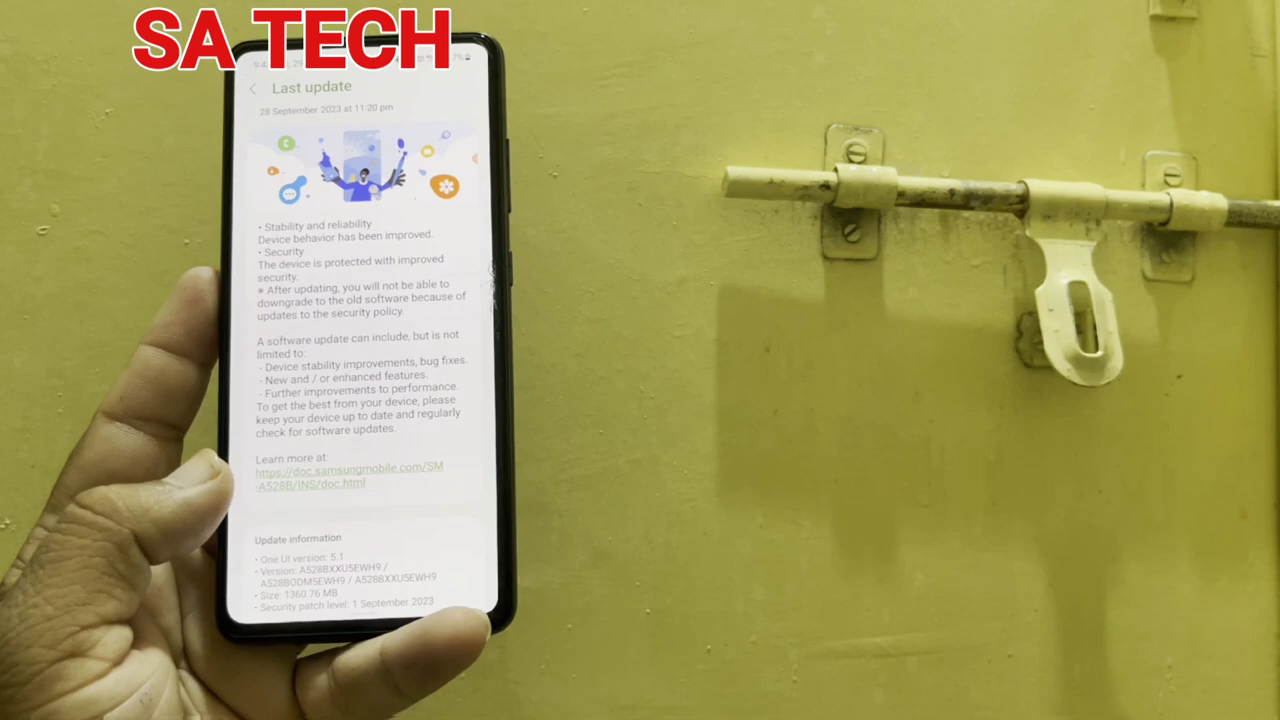 SA TECH
Last update
28 September 2023 at 11:20 pm
• Stability and reliability
Device behavior has been improved.
• Security
The device is protected with improved
security.
* After updating, you will not be able to
downgrade to the old software because of
updates to the security policy.
A software update can include, but is not
limited to:
- Device stability improvements, bug fixes.
- New and / or enhanced features.
- Further improvements to performance.
To get the best from your device, please
keep your device up to date and regularly
check for software updates.
Learn more at:
https://doc.samsungmobile.com/SM
-A528B/INS/doc.html
Update information
• One UI version: 5.1
• Version: A528BXXU5EWH9 /
A528BODM5EWH9 / A528BXXU5EWH9
• Size: 1360.76 MB
• Security patch level: 1 September 2023